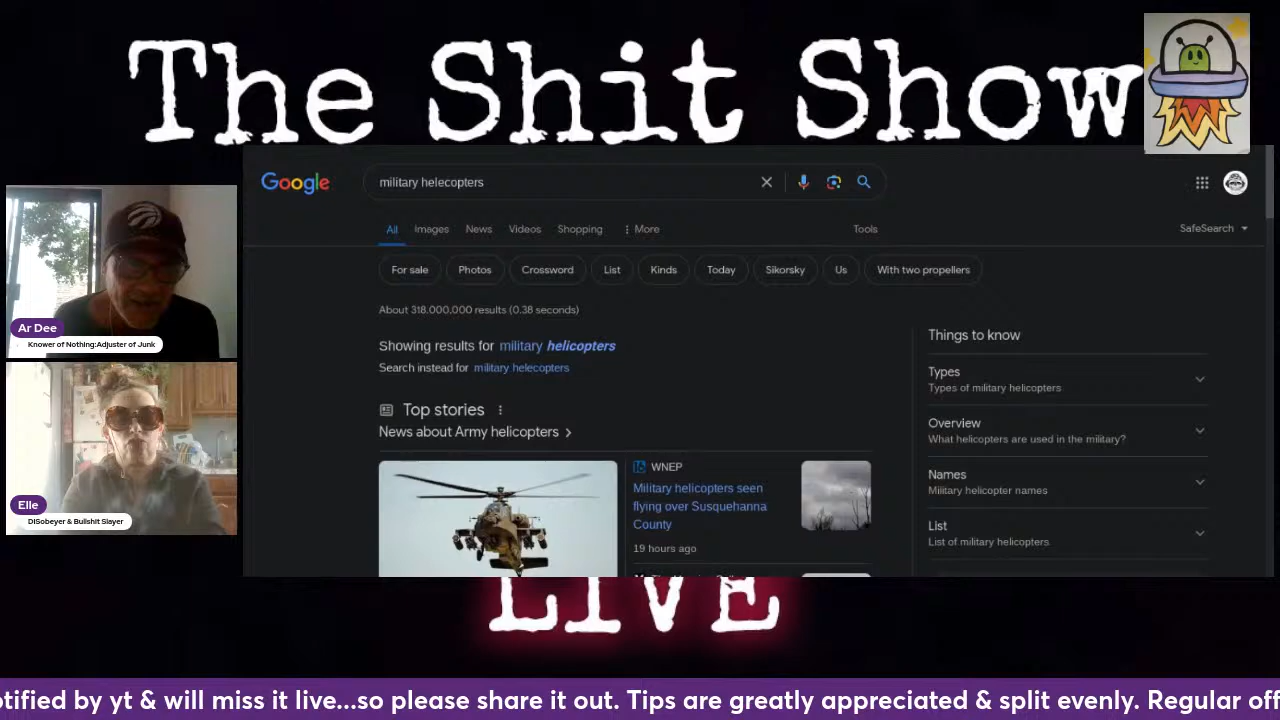 The Shit Show
Google
military helecopters
All Images News Videos Shopping More Tools SafeSearch
For sale Photos Crossword List Kinds Today Sikorsky Us With two propellers
About 318,000,000 results (0.38 seconds)
Showing results for military helicopters
Search instead for military helecopters
Top stories
News about Army helicopters
WNEP
Military helicopters seen
flying over Susquehanna
County
19 hours ago
Things to know
Types
Types of military helicopters
Overview
What helicopters are used in the military?
Names
Military helicopter names
List
List of military helicopters
Ar Dee
Knower of Nothing:Adjuster of Junk
Elle
DISobeyer & Bullshit Slayer
LIVE
otified by yt & will miss it live...so please share it out. Tips are greatly appreciated & split evenly. Regular off